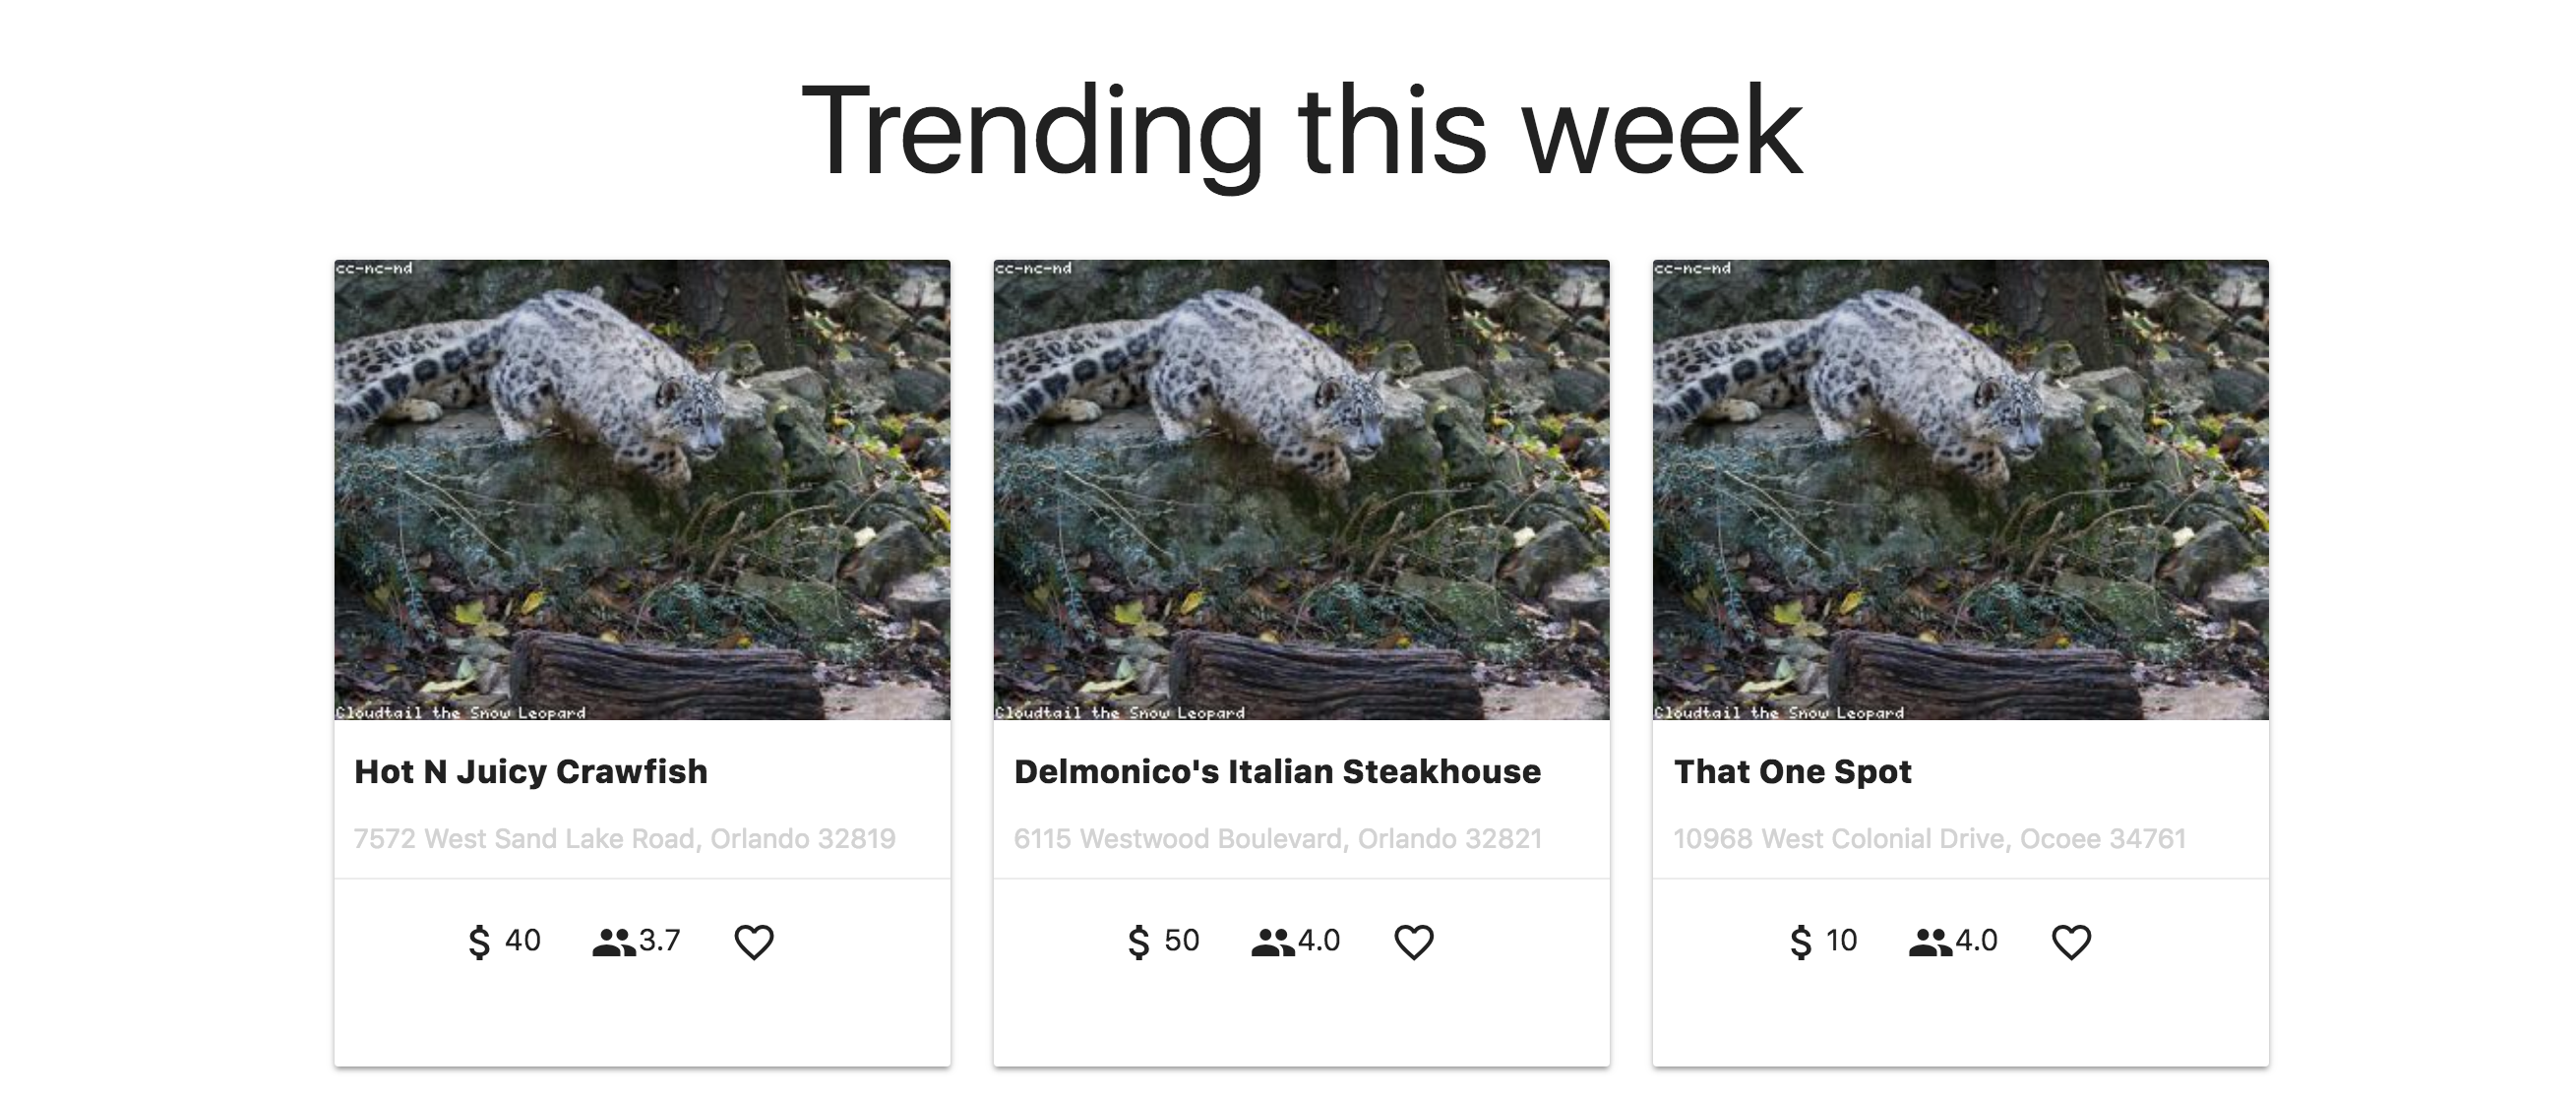 Trending this week
cc-nc-nd
Cloudtail the Snow Leopard
Hot N Juicy Crawfish
7572 West Sand Lake Road, Orlando 32819
$ 40 3.7
cc-nc-nd
Cloudtail the Snow Leopard
Delmonico's Italian Steakhouse
6115 Westwood Boulevard, Orlando 32821
$ 50 4.0
cc-nc-nd
Cloudtail the Snow Leopard
That One Spot
10968 West Colonial Drive, Ocoee 34761
$ 10 4.0